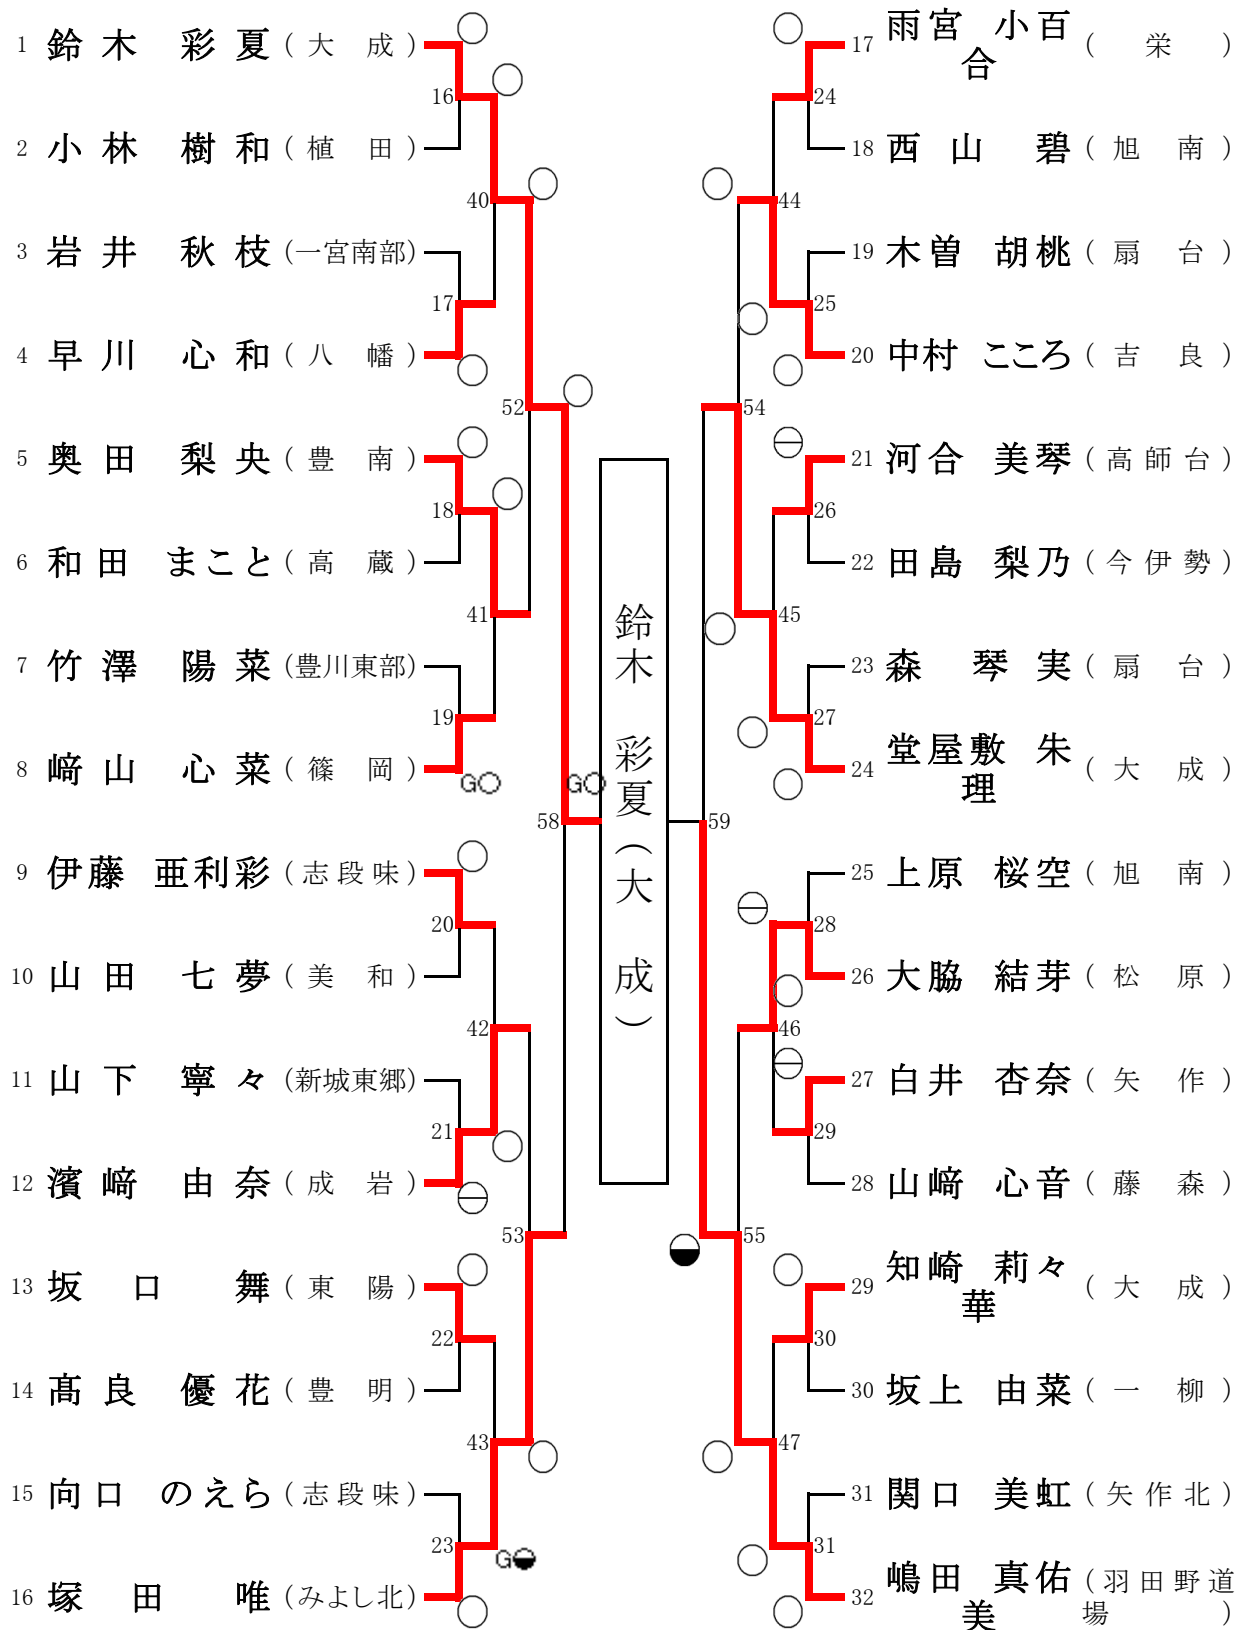 1 鈴木 彩夏 (大成)
2 小林 樹和 (植田)
3 岩井 秋枝 (一宮南部)
4 早川 心和 (八幡)
5 奥田 梨央 (豊南)
6 和田 まこと (高蔵)
7 竹澤 陽菜 (豊川東部)
8 﨑山 心菜 (篠岡)
9 伊藤 亜利彩 (志段味)
10 山田 七夢 (美和)
11 山下 寧々 (新城東郷)
12 濱﨑 由奈 (成岩)
13 坂口 舞 (東陽)
14 髙良 優花 (豊明)
15 向口 のえら (志段味)
16 塚田 唯 (みよし北)
16
17
18
19
20
21
22
23
40
41
42
43
52
53
58
G
G
G
鈴木 彩夏(大 成)
59
54
55
44
45
46
47
24
25
26
27
28
29
30
31
17 雨宮 小百
合 (栄)
18 西山 碧 (旭南)
19 木曽 胡桃 (扇台)
20 中村 こころ (吉良)
21 河合 美琴 (高師台)
22 田島 梨乃 (今伊勢)
23 森 琴実 (扇台)
24 堂屋敷 朱
理 (大成)
25 上原 桜空 (旭南)
26 大脇 結芽 (松原)
27 白井 杏奈 (矢作)
28 山﨑 心音 (藤森)
29 知崎 莉々
華 (大成)
30 坂上 由菜 (一柳)
31 関口 美虹 (矢作北)
32 嶋田 真佑 (羽田野道
美 場)